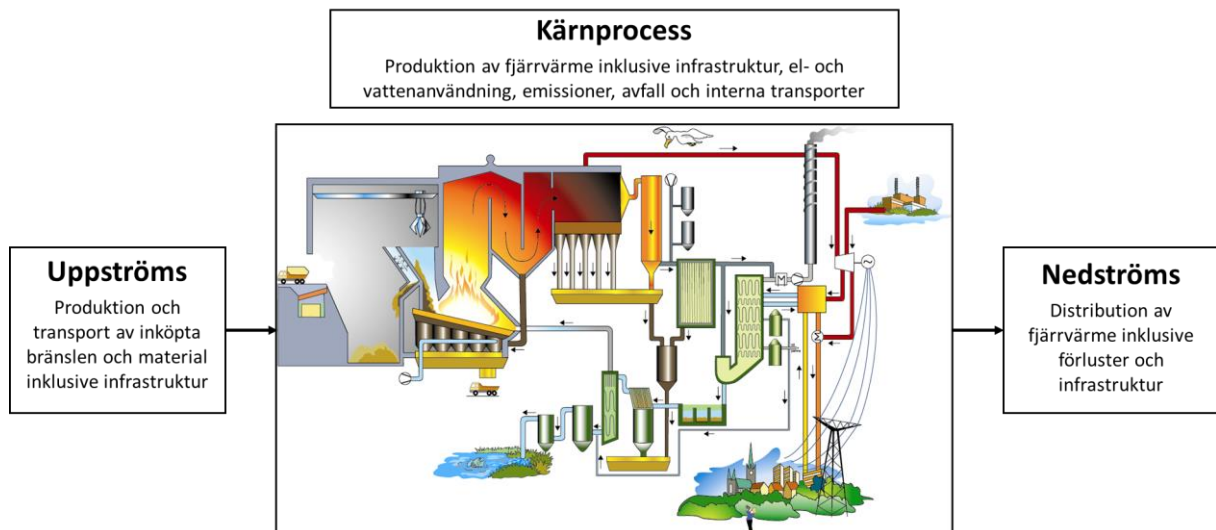 Kärnprocess
Produktion av fjärrvärme inklusive infrastruktur, el- och
vattenanvändning, emissioner, avfall och interna transporter
Uppströms
Produktion och
transport av inköpta
bränslen och material
inklusive infrastruktur
Nedströms
Distribution av
fjärrvärme inklusive
förluster och
infrastruktur